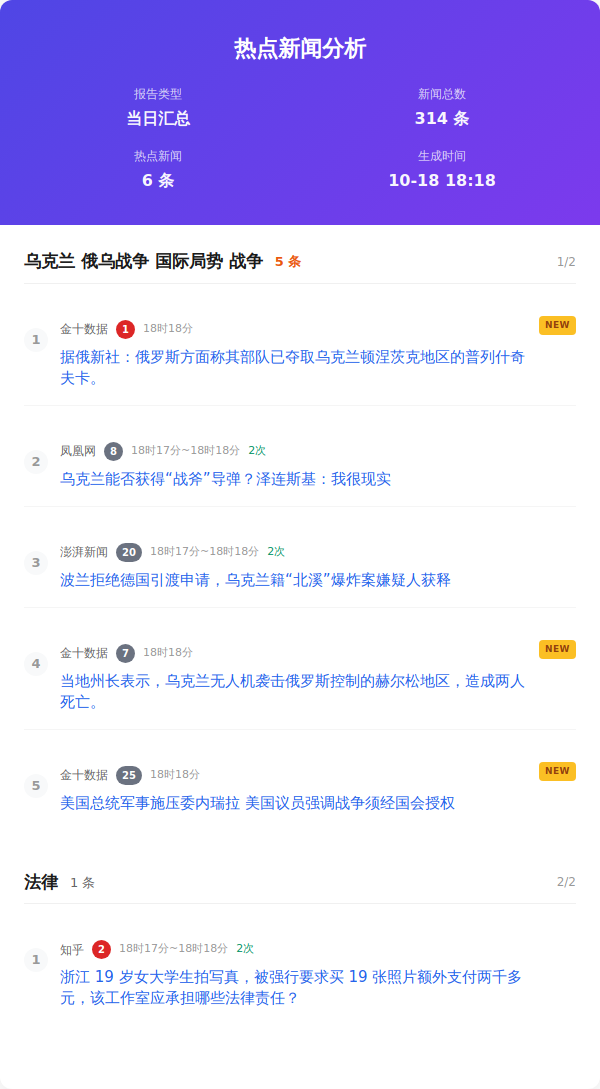 热点新闻分析
报告类型
新闻总数
当日汇总
314 条
热点新闻
生成时间
6 条
10-18 18:18
乌克兰 俄乌战争 国际局势 战争 5 条 1/2
1 金十数据 1 18时18分 NEW
据俄新社：俄罗斯方面称其部队已夺取乌克兰顿涅茨克地区的普列什奇
夫卡。
2 凤凰网 8 18时17分~18时18分 2次
乌克兰能否获得“战斧”导弹？泽连斯基：我很现实
3 澎湃新闻 20 18时17分~18时18分 2次
波兰拒绝德国引渡申请，乌克兰籍“北溪”爆炸案嫌疑人获释
4 金十数据 7 18时18分 NEW
当地州长表示，乌克兰无人机袭击俄罗斯控制的赫尔松地区，造成两人
死亡。
5 金十数据 25 18时18分 NEW
美国总统军事施压委内瑞拉 美国议员强调战争须经国会授权
法律 1 条 2/2
1 知乎 2 18时17分~18时18分 2次
浙江 19 岁女大学生拍写真，被强行要求买 19 张照片额外支付两千多
元，该工作室应承担哪些法律责任？